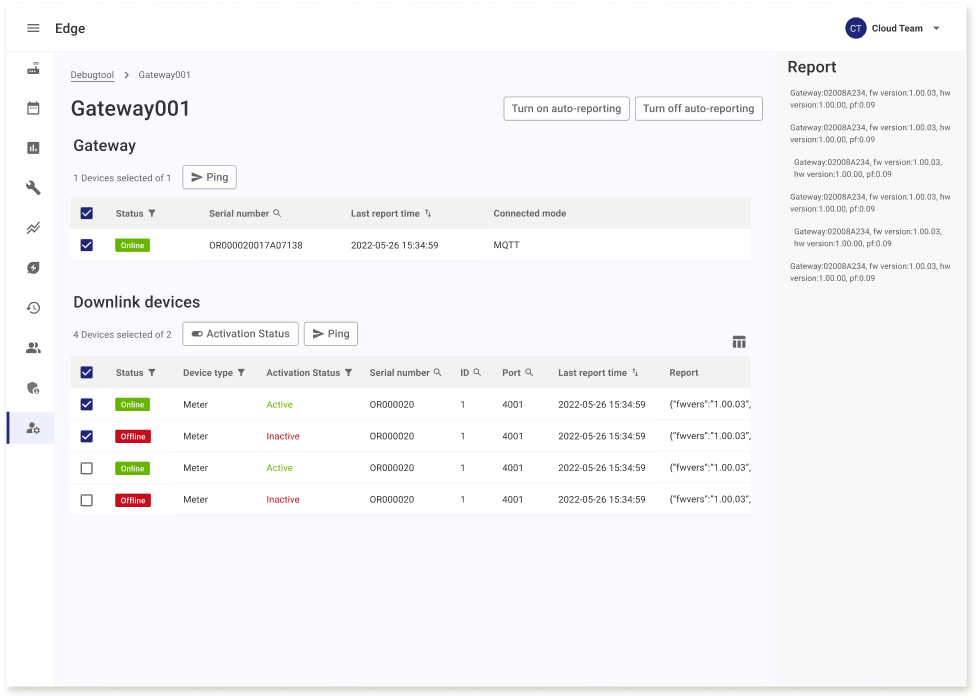 Edge
CT Cloud Team
Debugtool > Gateway001
Gateway001
Turn on auto-reporting Turn off auto-reporting
Gateway
1 Devices selected of 1 Ping
Status Serial number Last report time Connected mode
Online OR000020017A07138 2022-05-26 15:34:59 MQTT
Downlink devices
4 Devices selected of 2 Activation Status Ping
Status Device type Activation Status Serial number ID Port Last report time Report
Online Meter Active OR000020 1 4001 2022-05-26 15:34:59 {"fwvers":"1.00.03",
Offline Meter Inactive OR000020 1 4001 2022-05-26 15:34:59 {"fwvers":"1.00.03",
Online Meter Active OR000020 1 4001 2022-05-26 15:34:59 {"fwvers":"1.00.03",
Offline Meter Inactive OR000020 1 4001 2022-05-26 15:34:59 {"fwvers":"1.00.03",
Report
Gateway:02008A234, fw version:1.00.03, hw
version:1.00.00, pf:0.09
Gateway:02008A234, fw version:1.00.03, hw
version:1.00.00, pf:0.09
Gateway:02008A234, fw version:1.00.03,
hw version:1.00.00, pf:0.09
Gateway:02008A234, fw version:1.00.03, hw
version:1.00.00, pf:0.09
Gateway:02008A234, fw version:1.00.03,
hw version:1.00.00, pf:0.09
Gateway:02008A234, fw version:1.00.03, hw
version:1.00.00, pf:0.09